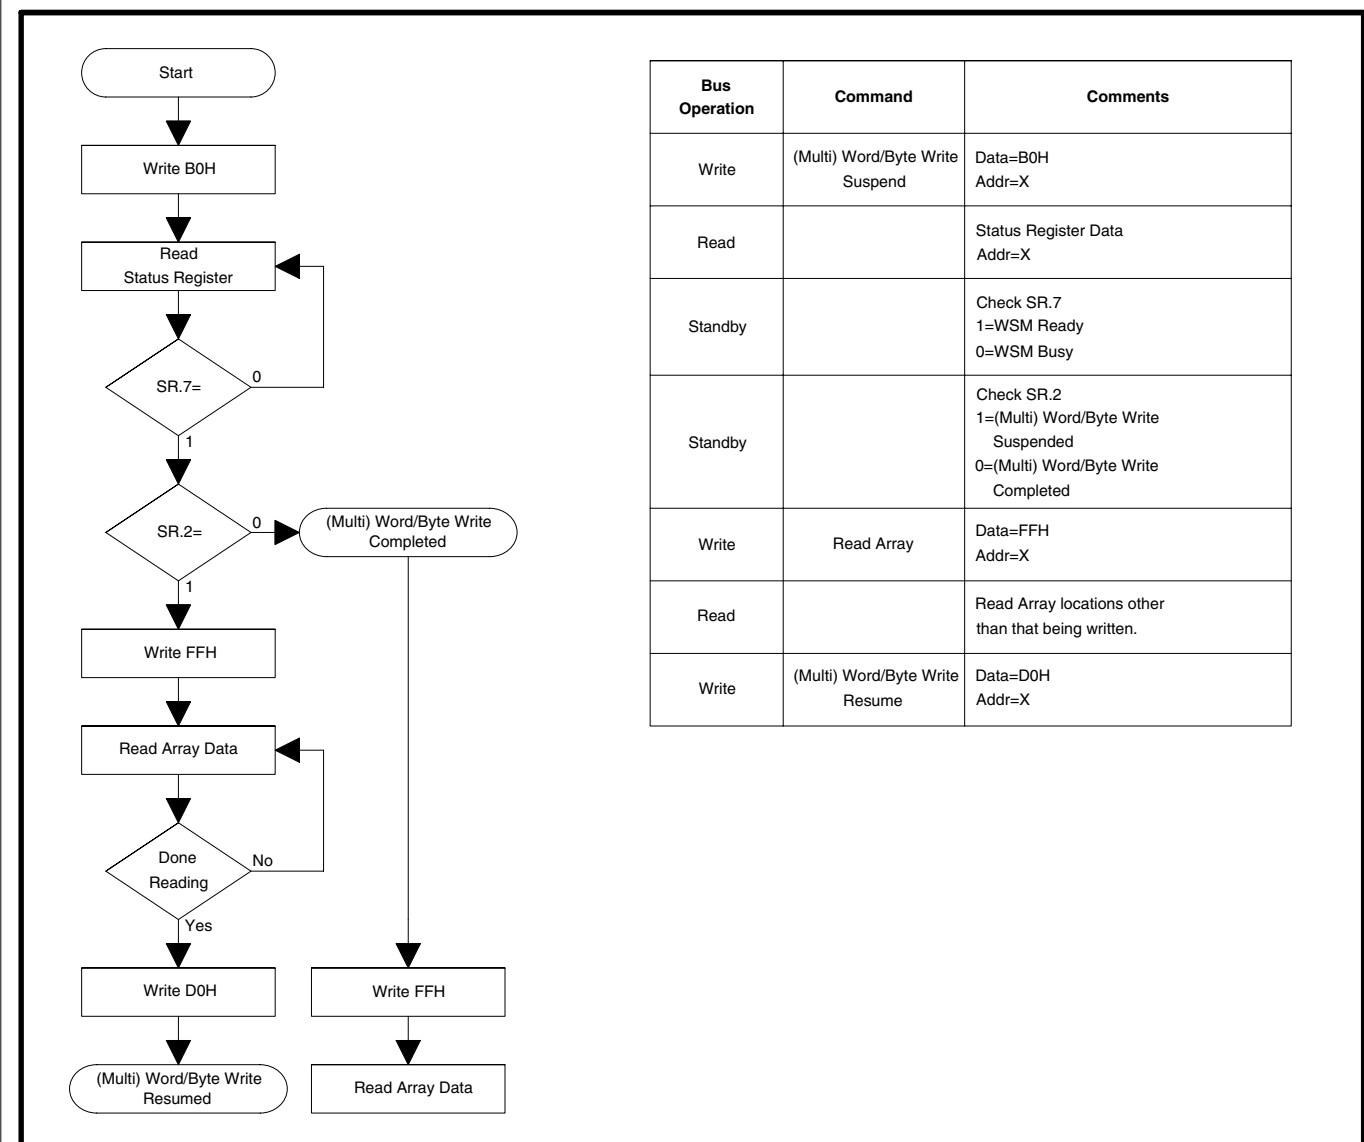 Start
Write B0H
Read
Status Register
SR.7=
0
1
SR.2=
0
(Multi) Word/Byte Write
Completed
1
Write FFH
Read Array Data
Done
Reading
No
Yes
Write D0H
Write FFH
(Multi) Word/Byte Write
Resumed
Read Array Data
Bus
Operation
Command
Comments
Write
(Multi) Word/Byte Write
Suspend
Data=B0H
Addr=X
Read
Status Register Data
Addr=X
Standby
Check SR.7
1=WSM Ready
0=WSM Busy
Standby
Check SR.2
1=(Multi) Word/Byte Write
Suspended
0=(Multi) Word/Byte Write
Completed
Write
Read Array
Data=FFH
Addr=X
Read
Read Array locations other
than that being written.
Write
(Multi) Word/Byte Write
Resume
Data=D0H
Addr=X